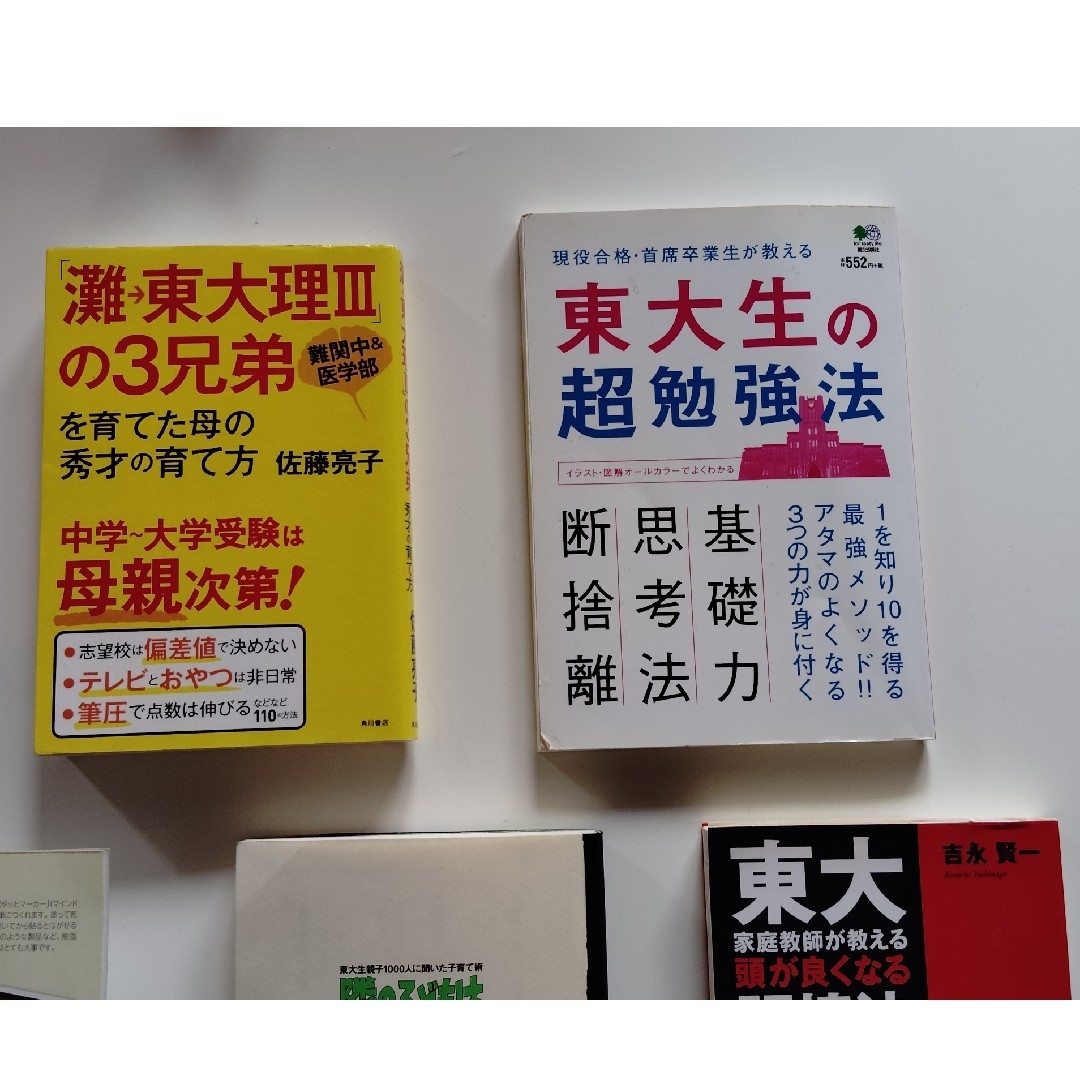 「灘→東大理Ⅲ」
の3兄弟
難関中&
医学部
を育てた母の
秀才の育て方 佐藤亮子
中学~大学受験は
母親次第!
●志望校は偏差値で決めない
●テレビとおやつは非日常
●筆圧で点数は伸びる などなど110の方法
角川書店
現役合格・首席卒業生が教える
552円+税
東大生の
超勉強法
イラスト・図解オールカラーでよくわかる
1を知り10を得る
最強メソッド!!
アタマのよくなる
3つの力が身に付く
基礎力
思考法
断捨離
東大生親子1000人に聞いた子育て術
東大
吉永 賢一
家庭教師が教える
頭が良くなる